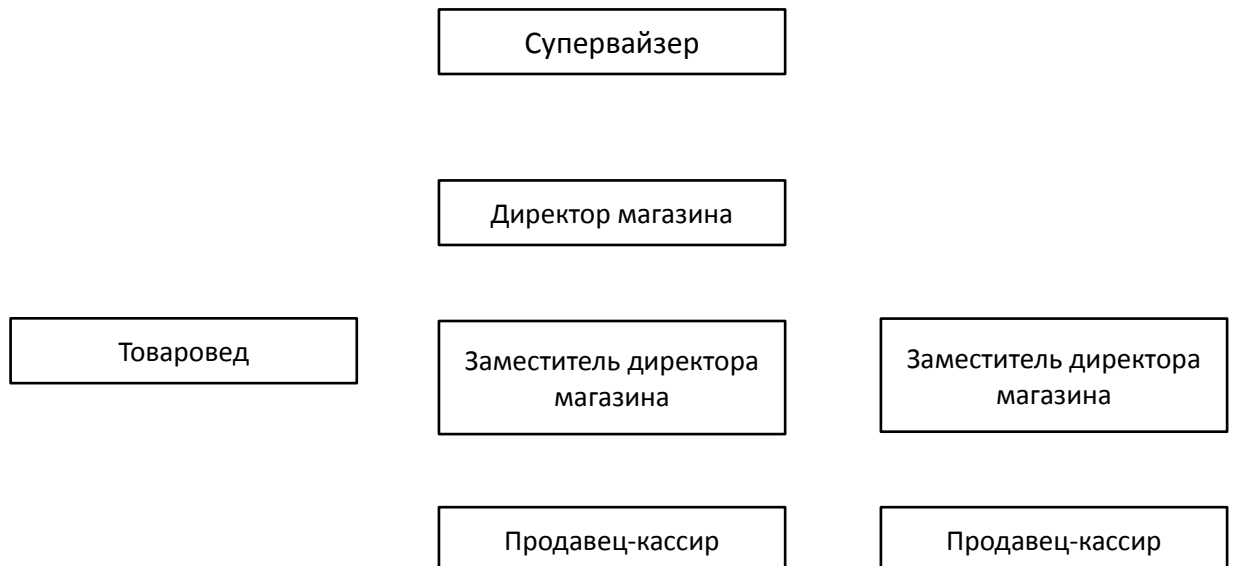 Супервайзер
Директор магазина
Товаровед
Заместитель директора
магазина
Заместитель директора
магазина
Продавец-кассир
Продавец-кассир